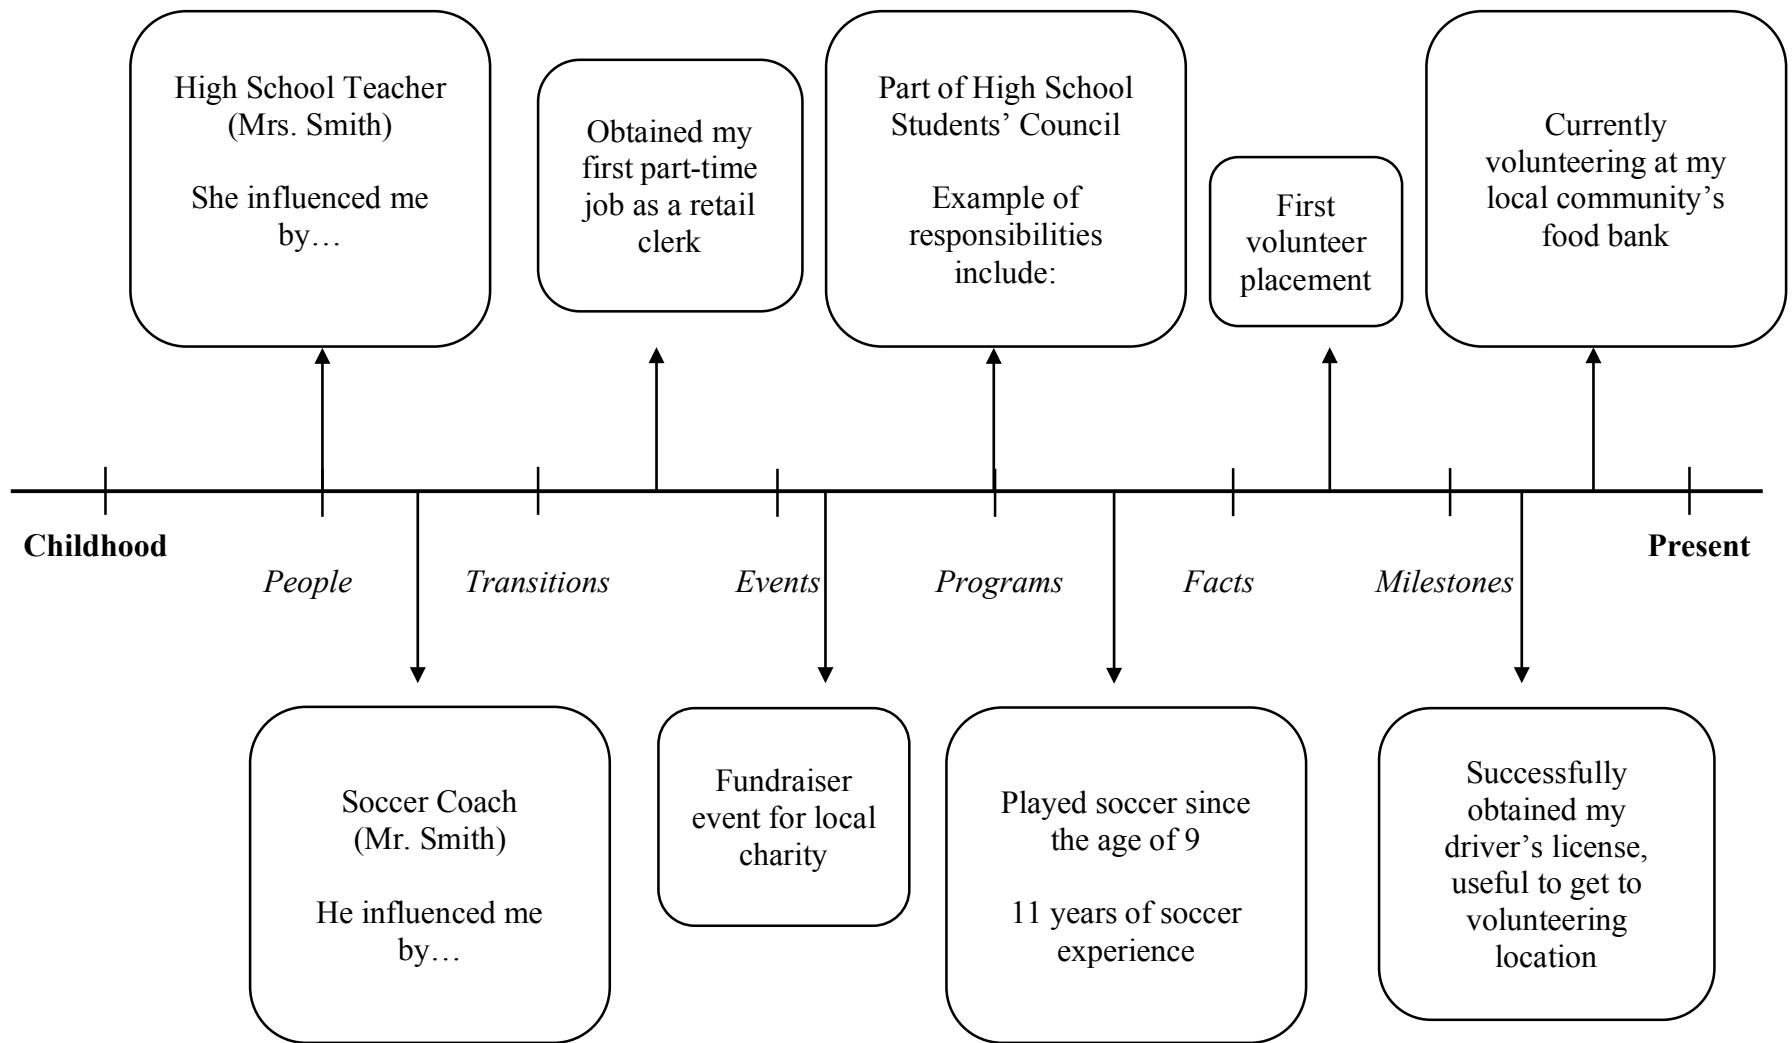 High School Teacher
(Mrs. Smith)
She influenced me
by…
Obtained my
first part-time
job as a retail
clerk
Part of High School
Students’ Council
Example of
responsibilities
include:
First
volunteer
placement
Currently
volunteering at my
local community’s
food bank
Childhood
Present
People
Transitions
Events
Programs
Facts
Milestones
Soccer Coach
(Mr. Smith)
He influenced me
by…
Fundraiser
event for local
charity
Played soccer since
the age of 9
11 years of soccer
experience
Successfully
obtained my
driver’s license,
useful to get to
volunteering
location